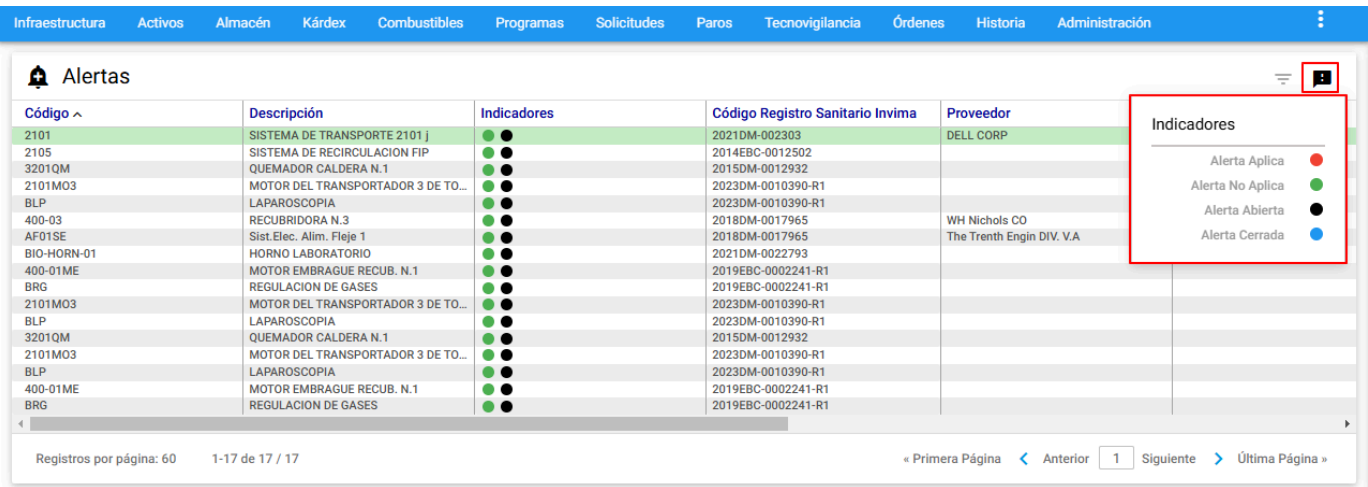 Infraestructura Activos Almacén Kárdex Combustibles Programas Solicitudes Paros Tecnovigilancia Órdenes Historia Administración
Alertas
Código Descripción Indicadores Código Registro Sanitario Invima Proveedor
2101 SISTEMA DE TRANSPORTE 2101 j 2021DM-002303 DELL CORP
2105 SISTEMA DE RECIRCULACION FIP 2014EBC-0012502
3201QM QUEMADOR CALDERA N.1 2015DM-0012932
2101MO3 MOTOR DEL TRANSPORTADOR 3 DE TO... 2023DM-0010390-R1
BLP LAPAROSCOPIA 2023DM-0010390-R1
400-03 RECUBRIDORA N.3 2018DM-0017965 WH Nichols CO
AF01SE Sist.Elec. Alim. Fleje 1 2018DM-0017965 The Trenth Engin DIV. V.A
BIO-HORN-01 HORNO LABORATORIO 2021DM-0022793
400-01ME MOTOR EMBRAGUE RECUB. N.1 2019EBC-0002241-R1
BRG REGULACION DE GASES 2019EBC-0002241-R1
2101MO3 MOTOR DEL TRANSPORTADOR 3 DE TO... 2023DM-0010390-R1
BLP LAPAROSCOPIA 2023DM-0010390-R1
3201QM QUEMADOR CALDERA N.1 2015DM-0012932
2101MO3 MOTOR DEL TRANSPORTADOR 3 DE TO... 2023DM-0010390-R1
BLP LAPAROSCOPIA 2023DM-0010390-R1
400-01ME MOTOR EMBRAGUE RECUB. N.1 2019EBC-0002241-R1
BRG REGULACION DE GASES 2019EBC-0002241-R1
Indicadores
Alerta Aplica
Alerta No Aplica
Alerta Abierta
Alerta Cerrada
Registros por página: 60 1-17 de 17 / 17 « Primera Página Anterior 1 Siguiente Última Página »